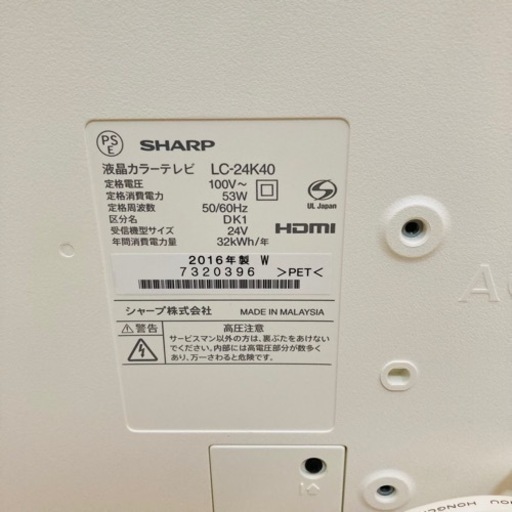 PS
E
SHARP
液晶カラーテレビ LC-24K40
定格電圧 100V～
定格消費電力 53W
定格周波数 50/60Hz
区分名 DK1
受信機型サイズ 24V
年間消費電力量 32kWh/年
UL Japan
HDMI
2016年製 W
7320396 >PET<
シャープ株式会社 MADE IN MALAYSIA
⚠警告 高圧注意
サービスマン以外の方は、裏ぶたをあけない
でください。内部には高電圧部分が数多く
あり、万一さわると危険です。